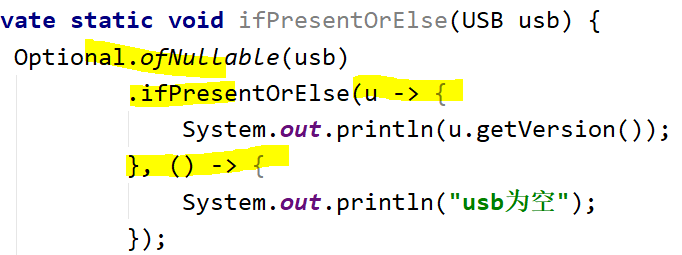 vate static void ifPresentOrElse(USB usb) {
Optional.ofNullable(usb)
.ifPresentOrElse(u -> {
System.out.println(u.getVersion());
}, () -> {
System.out.println("usb为空");
});